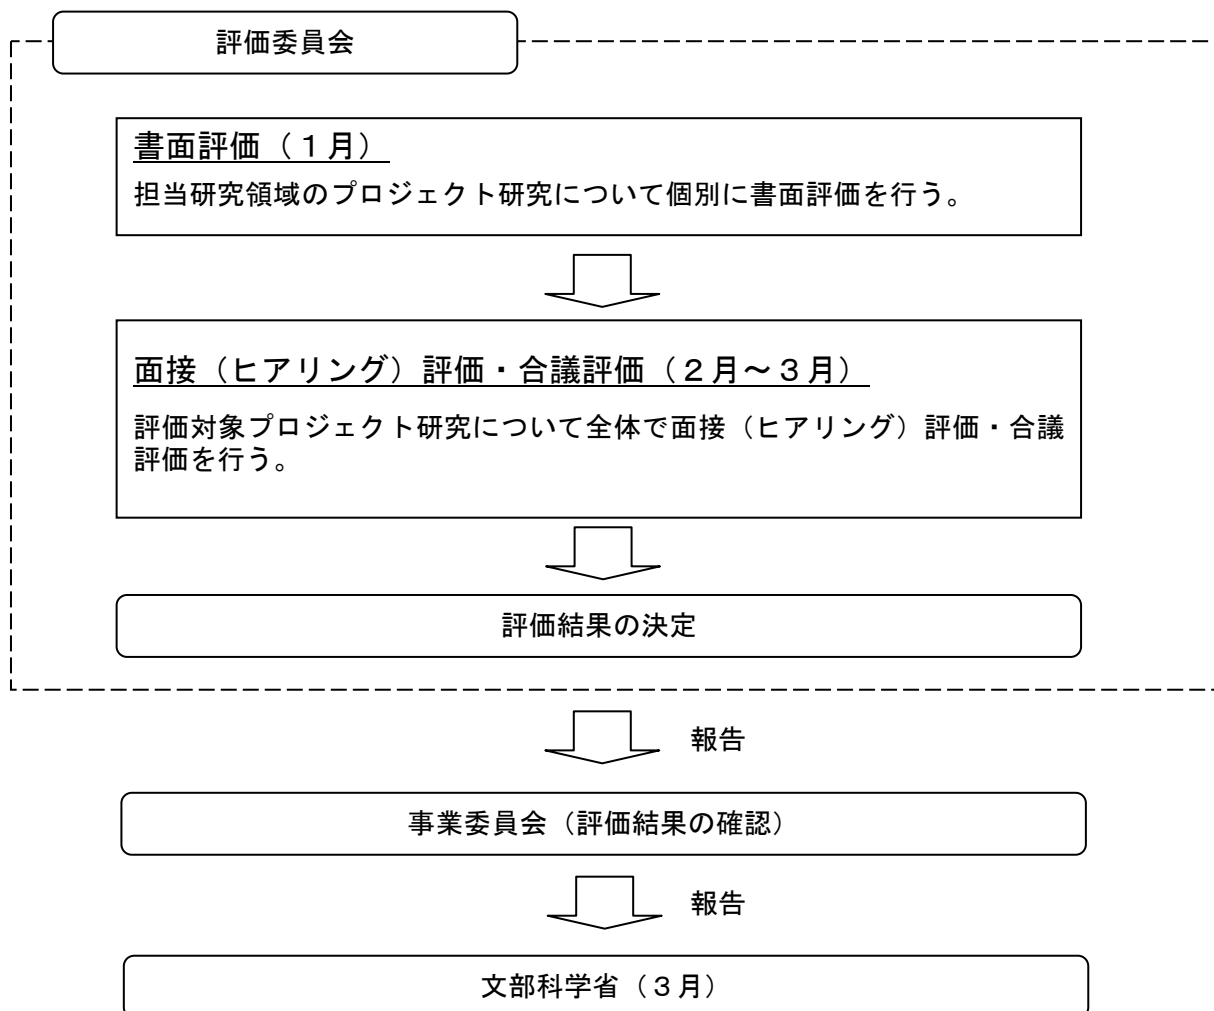 評価委員会
書面評価（１月）
担当研究領域のプロジェクト研究について個別に書面評価を行う。
面接（ヒアリング）評価・合議評価（２月～３月）
評価対象プロジェクト研究について全体で面接（ヒアリング）評価・合議
評価を行う。
評価結果の決定
報告
事業委員会（評価結果の確認）
報告
文部科学省（３月）